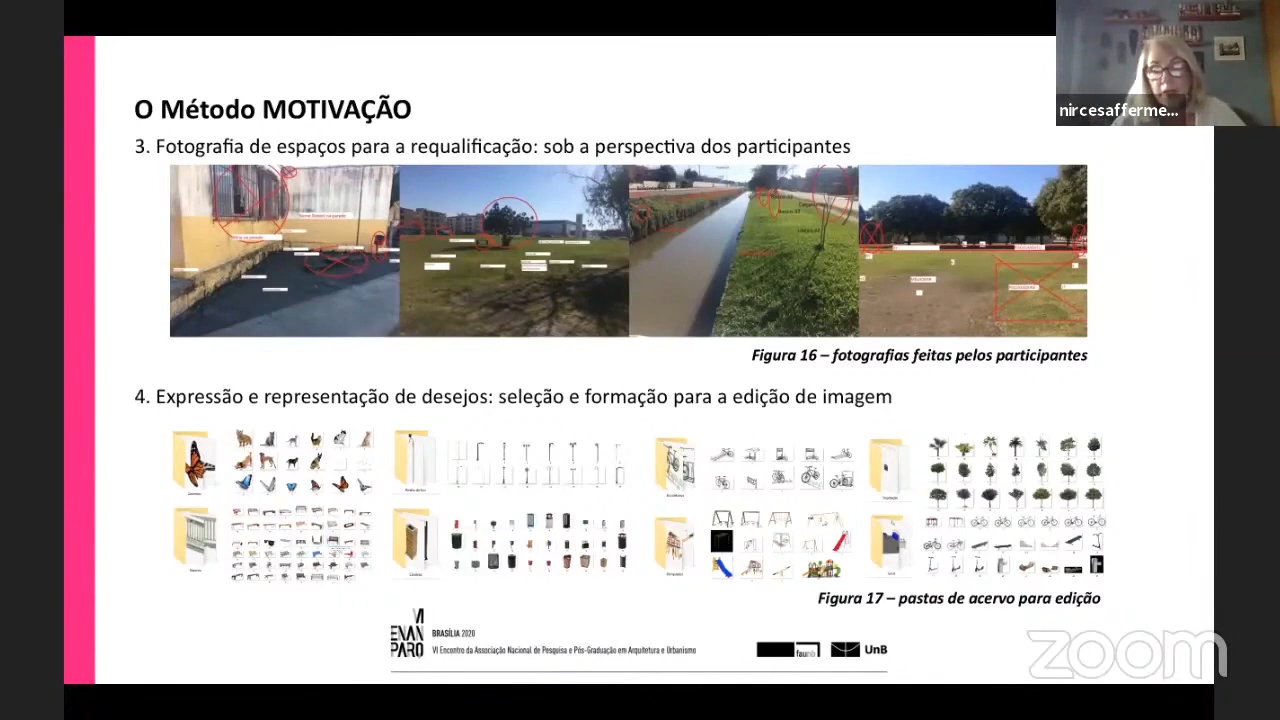 nircesafferme...
O Método MOTIVAÇÃO
3. Fotografia de espaços para a requalificação: sob a perspectiva dos participantes
Figura 16 – fotografias feitas pelos participantes
4. Expressão e representação de desejos: seleção e formação para a edição de imagem
Figura 17 – pastas de acervo para edição
VI
ENAN
PARQ
BRASÍLIA 2020
VI Encontro da Associação Nacional de Pesquisa e Pós-Graduação em Arquitetura e Urbanismo
faunb
UnB
zoom